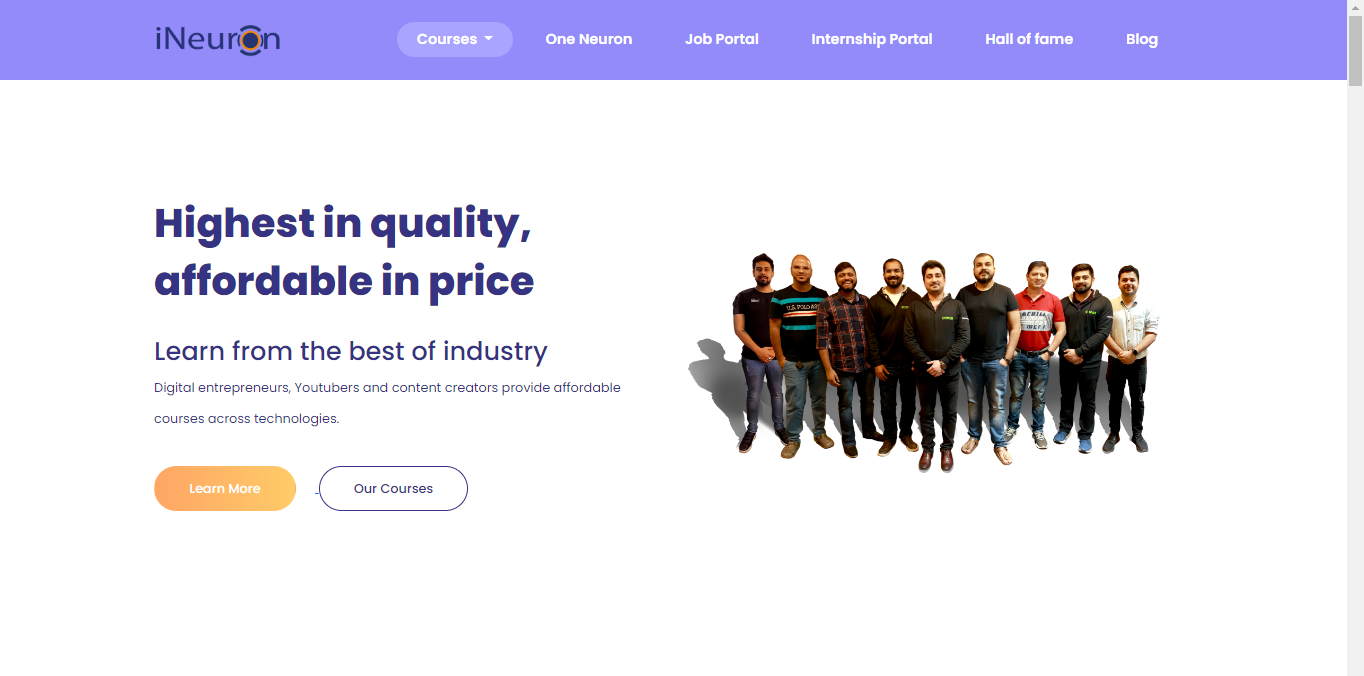 iNeuron
Courses
One Neuron
Job Portal
Internship Portal
Hall of fame
Blog
Highest in quality,
affordable in price
Learn from the best of industry
Digital entrepreneurs, Youtubers and content creators provide affordable
courses across technologies.
Learn More
Our Courses